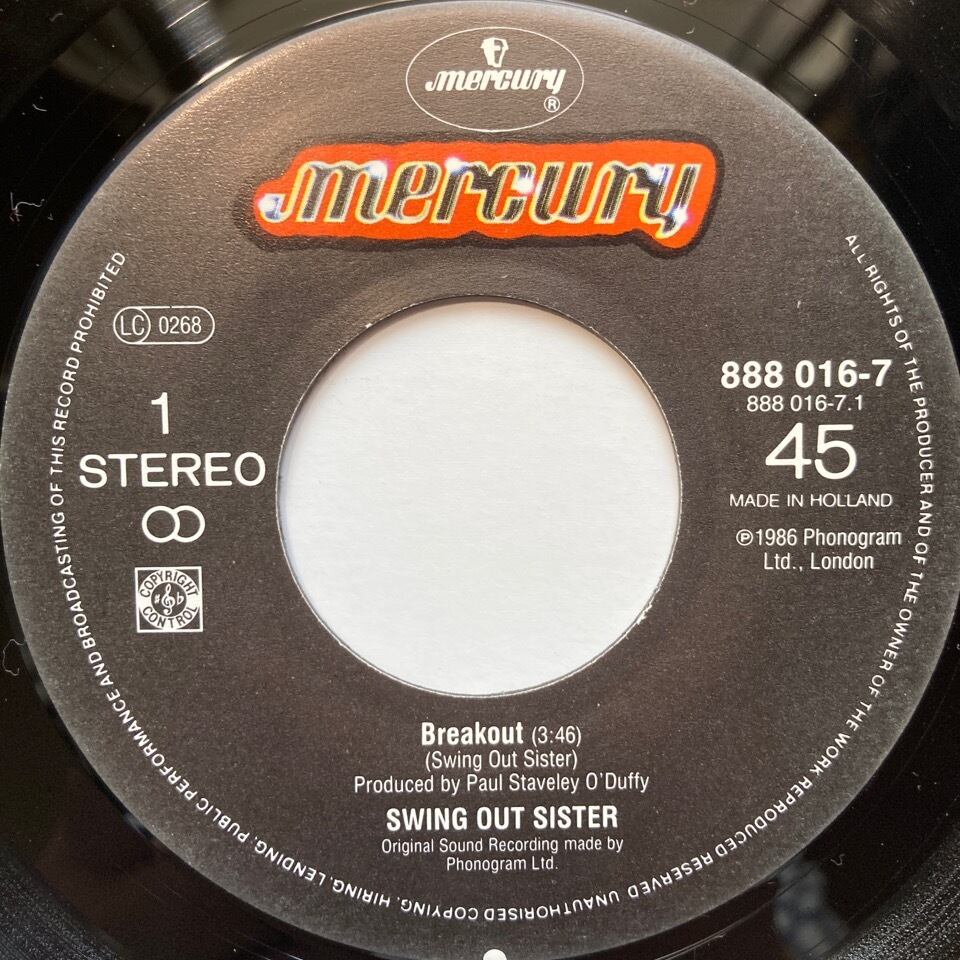 mercury
®
mercury
ALL RIGHTS OF THE PRODUCER AND OF THE OWNER OF THE WORK REPRODUCED RESERVED UNAUTHORISED COPYING, HIRING, LENDING, PUBLIC PERFORMANCE AND BROADCASTING OF THIS RECORD PROHIBITED
LC 0268
1
STEREO
COPYRIGHT
CONTROL
888 016-7
888 016-7.1
45
MADE IN HOLLAND
℗1986 Phonogram
Ltd., London
Breakout (3:46)
(Swing Out Sister)
Produced by Paul Staveley O'Duffy
SWING OUT SISTER
Original Sound Recording made by
Phonogram Ltd.